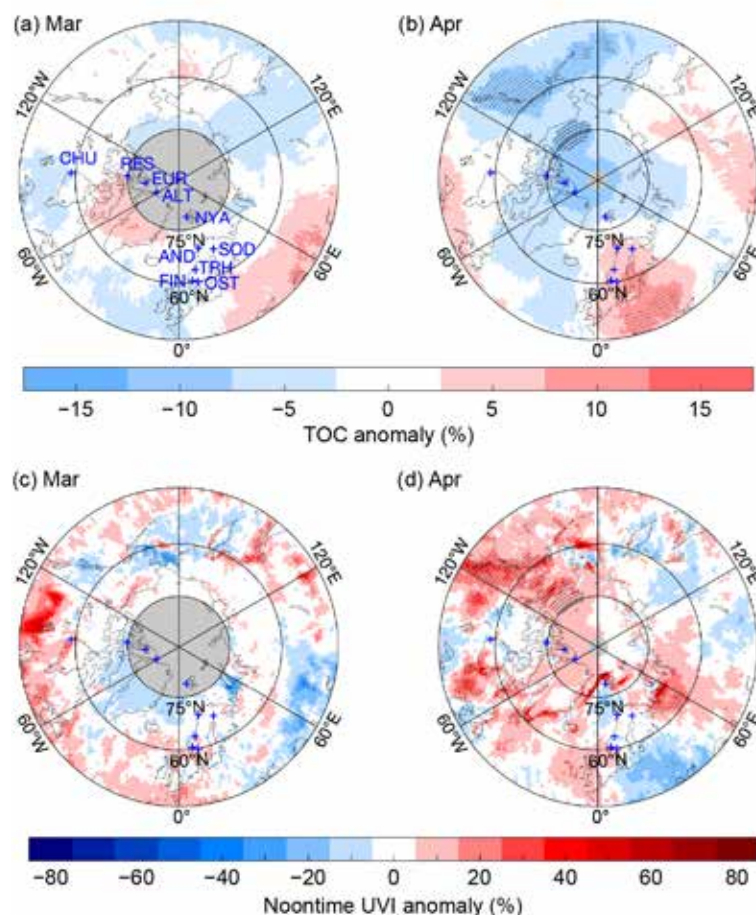 (a) Mar
(b) Apr
120°W
120°E
120°W
120°E
CHU
RES
EUR
ALT
NYA
75°N
75°N
AND
SOD
TRH
FIN
OST
60°N
60°N
60°W
60°E
60°W
60°E
0°
0°
−15 −10 −5 0 5 10 15
TOC anomaly (%)
(c) Mar
(d) Apr
120°W
120°E
120°W
120°E
75°N
75°N
60°N
60°N
60°W
60°E
60°W
60°E
0°
0°
−80 −60 −40 −20 0 20 40 60 80
Noontime UVI anomaly (%)